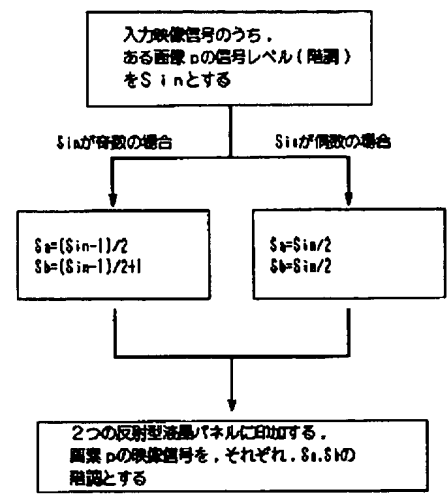 入力映像信号のうち，
ある画像pの信号レベル(階調)
をSinとする
Sinが奇数の場合
Sinが偶数の場合
Sa=(Sin-1)/2
Sb=(Sin-1)/2+1
Sa=Sin/2
Sb=Sin/2
2つの反射型液晶パネルに印加する，
画素pの映像信号を，それぞれ，Sa,Sbの
階調とする